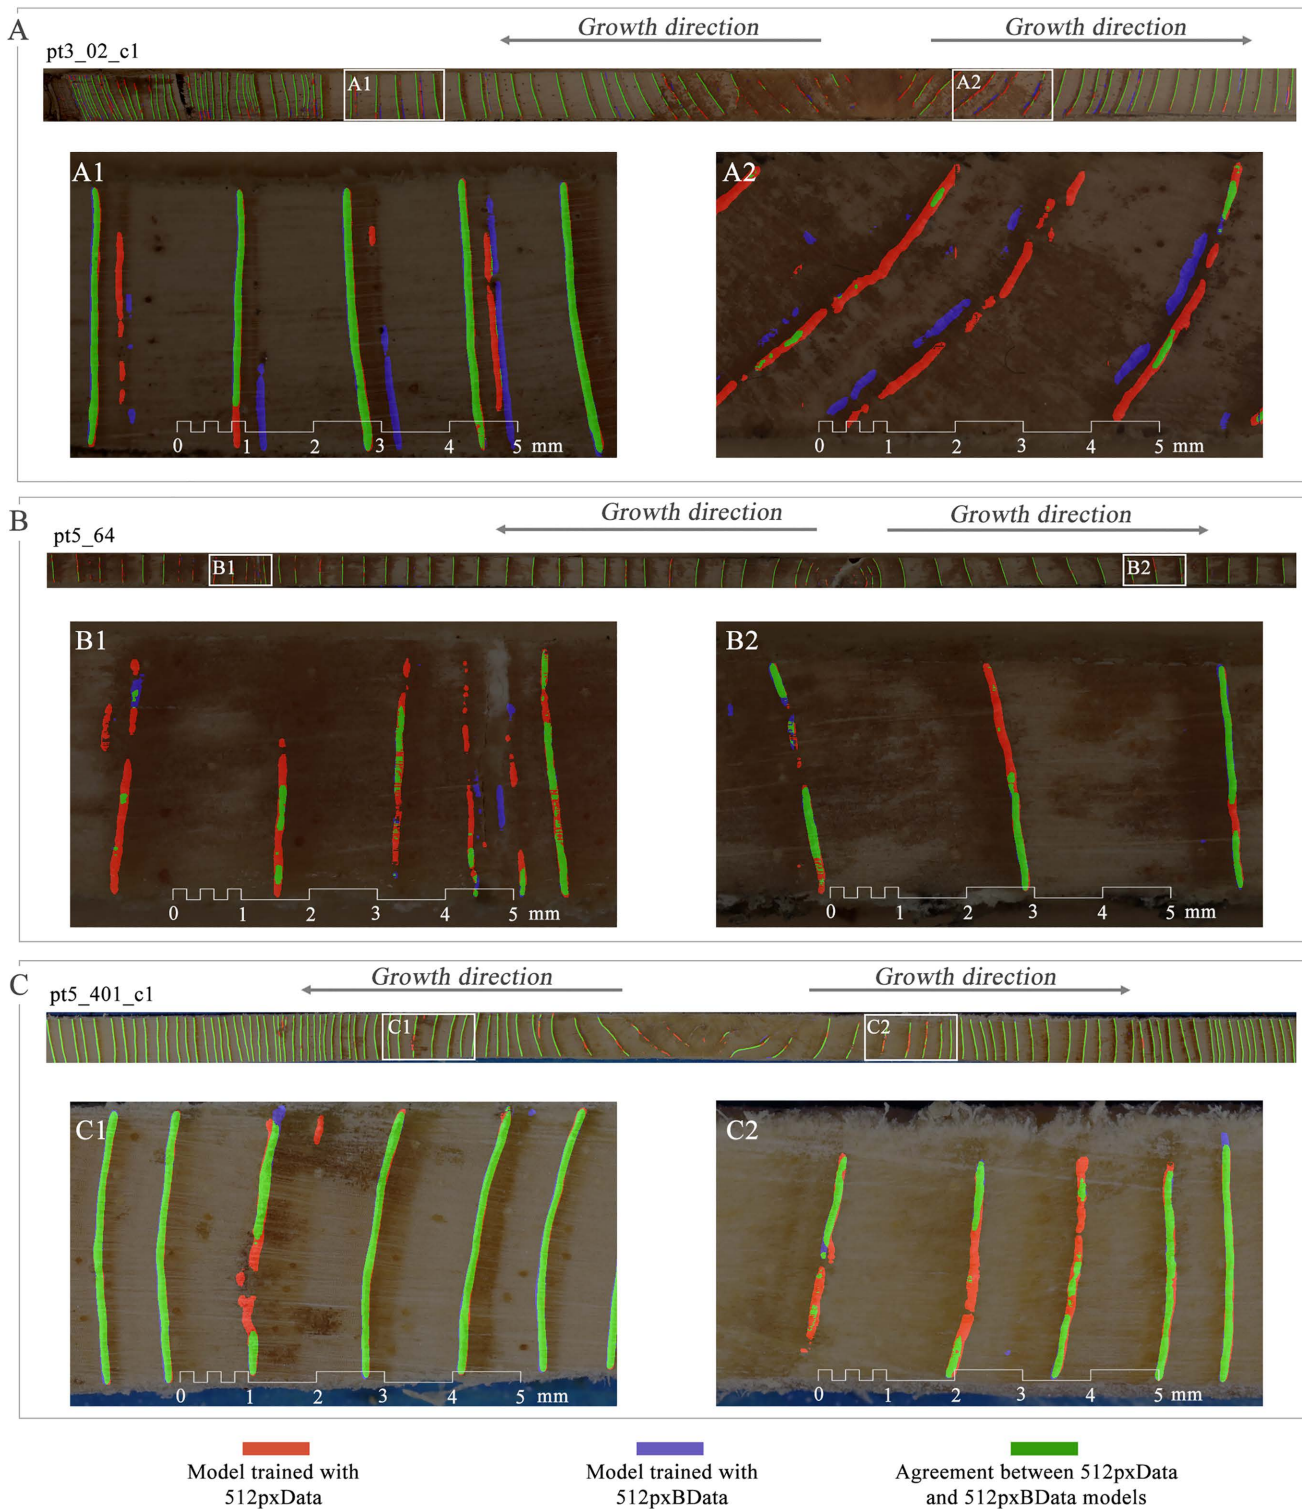 A
Growth direction
Growth direction
pt3_02_c1
A1
A2
A1
A2
0 1 2 3 4 5 mm
0 1 2 3 4 5 mm
B
Growth direction
Growth direction
pt5_64
B1
B2
B1
B2
0 1 2 3 4 5 mm
0 1 2 3 4 5 mm
C
Growth direction
Growth direction
pt5_401_c1
C1
C2
C1
C2
0 1 2 3 4 5 mm
0 1 2 3 4 5 mm
Model trained with
512pxData
Model trained with
512pxBData
Agreement between 512pxData
and 512pxBData models